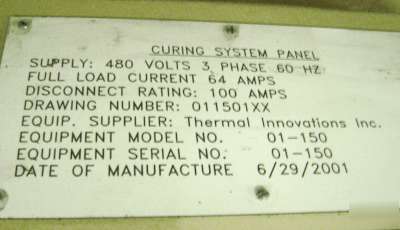 CURING SYSTEM PANEL
SUPPLY: 480 VOLTS 3 PHASE 60 HZ
FULL LOAD CURRENT 64 AMPS
DISCONNECT RATING: 100 AMPS
DRAWING NUMBER: 011501XX
EQUIP. SUPPLIER: Thermal Innovations Inc.
EQUIPMENT MODEL NO. 01-150
EQUIPMENT SERIAL NO. 01-150
DATE OF MANUFACTURE 6/29/2001